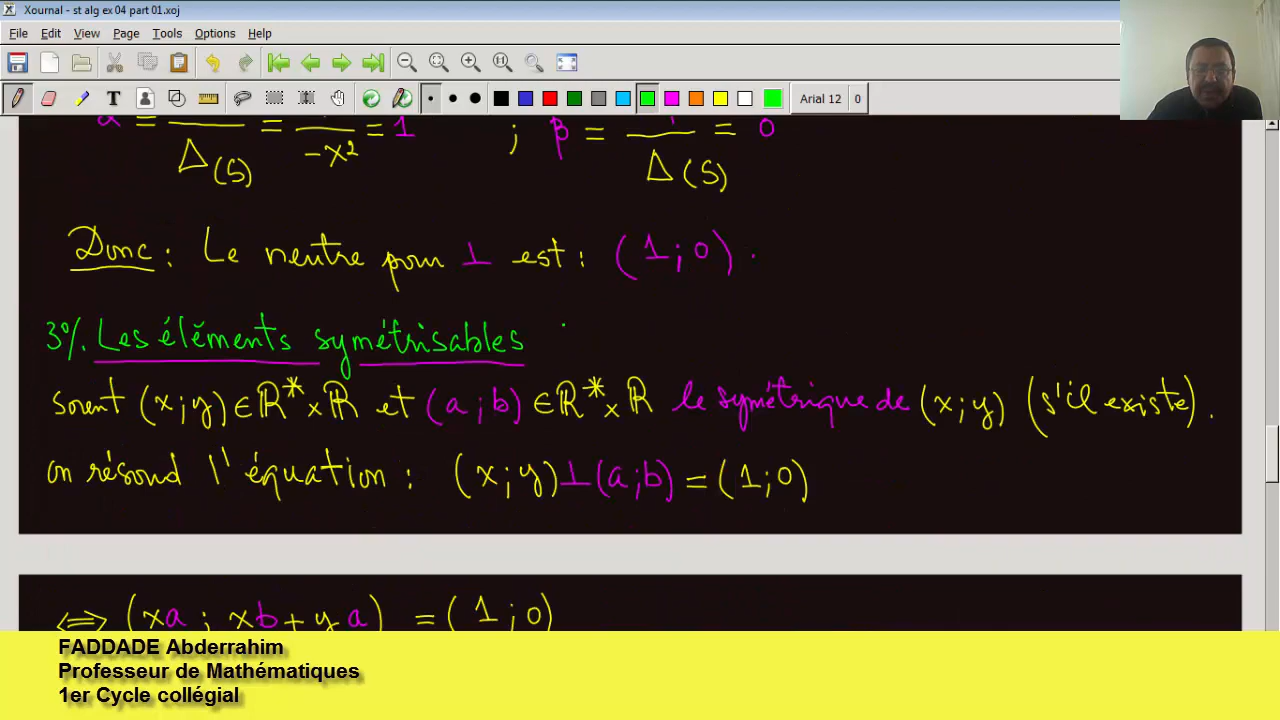 Xournal - st alg ex 04 part 01.xoj
File Edit View Page Tools Options Help
Arial 12 0
α = = = 1 ; β = = 0
Δ(S) -x² Δ(S)
Donc : Le neutre pour ⊥ est : (1;0).
3°/. Les éléments symétrisables :
soient (x;y)∈ℝ*×ℝ et (a;b)∈ℝ*×ℝ le symétrique de (x;y) (s'il existe).
on résoud l'équation : (x;y)⊥(a;b)=(1;0)
⟺ (xa ; xb+ya) = (1;0)
FADDADE Abderrahim
Professeur de Mathématiques
1er Cycle collégial